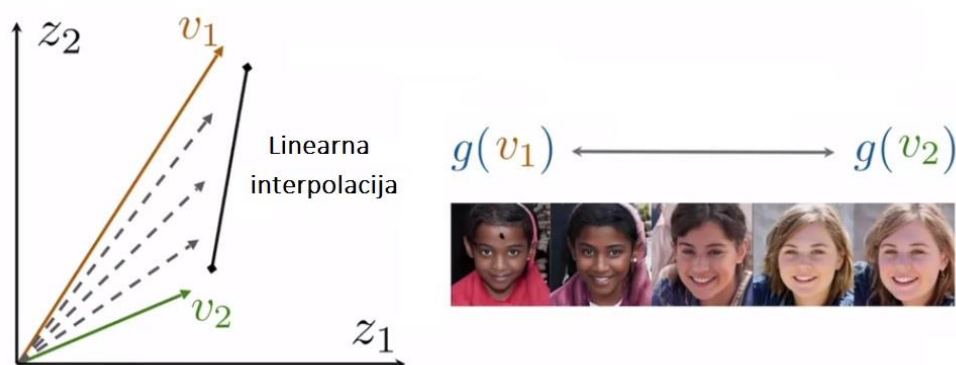 z₂
v₁
Linearna
interpolacija
v₂
z₁
g(v₁)
g(v₂)